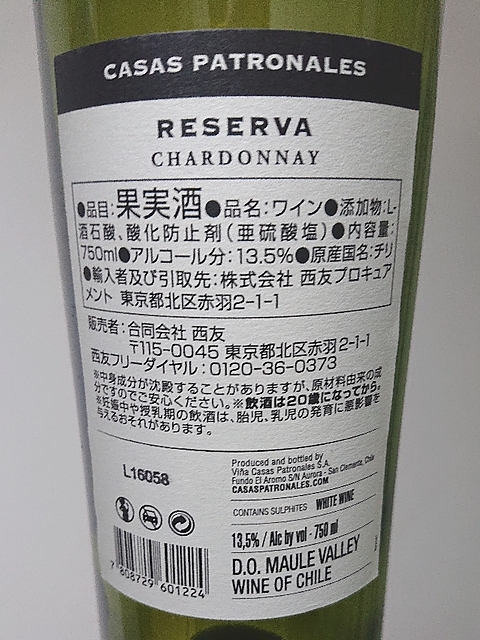 CASAS PATRONALES
RESERVA
CHARDONNAY
●品目:果実酒●品名:ワイン●添加物:L-
酒石酸、酸化防止剤(亜硫酸塩)●内容量:
750ml●アルコール分:13.5%●原産国名:チリ
●輸入者及び引取先:株式会社 西友プロキュア
メント 東京都北区赤羽2-1-1
販売者:合同会社 西友
〒115-0045 東京都北区赤羽2-1-1
西友フリーダイヤル:0120-36-0373
※中身成分が沈殿することがありますが、原材料由来の成
分ですのでご安心ください。※飲酒は20歳になってから。
※妊娠中や授乳期の飲酒は、胎児、乳児の発育に悪影響を
与えるおそれがあります。
L16058
Produced and bottled by
Viña Casas Patronales S.A.
Fundo El Aromo S/N Aurora - San Clemente, Chile
CASASPATRONALES.COM
CONTAINS SULPHITES WHITE WINE
13,5% / Alc by vol - 750 ml
D.O. MAULE VALLEY
WINE OF CHILE
7 808729 601224